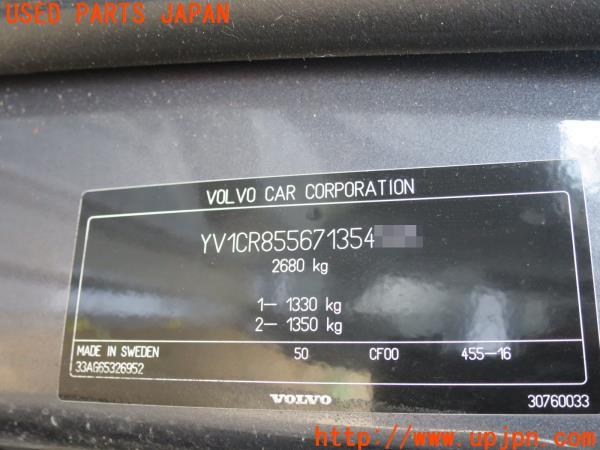 USED PARTS JAPAN
VOLVO CAR CORPORATION
YV1CR855671354
2680 kg
1– 1330 kg
2– 1350 kg
MADE IN SWEDEN 50 CF00 455–16
33AG65326952
VOLVO 30760033
http://www.upjpn.com